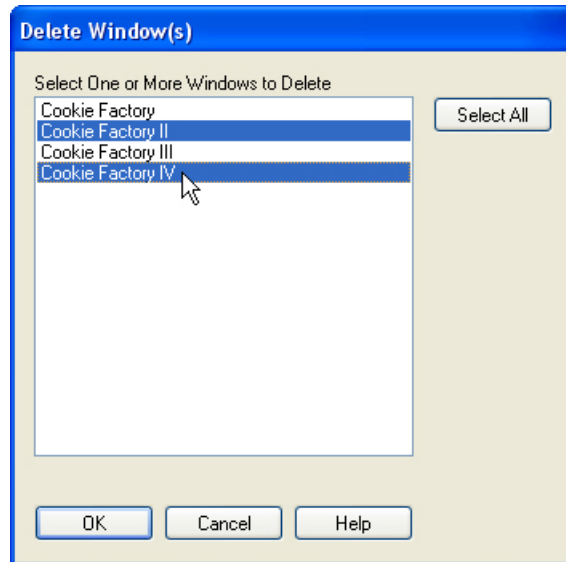 Delete Window(s)
Select One or More Windows to Delete
Cookie Factory
Select All
Cookie Factory II
Cookie Factory III
Cookie Factory IV
OK Cancel Help